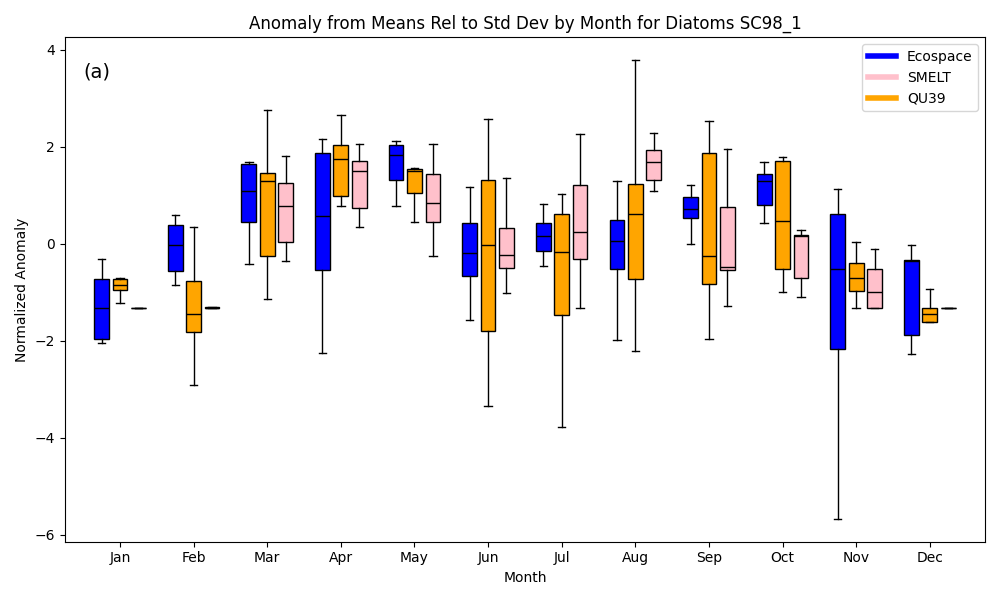 Anomaly from Means Rel to Std Dev by Month for Diatoms SC98_1
(a)
Ecospace
SMELT
QU39
Normalized Anomaly
4
2
0
−2
−4
−6
Jan Feb Mar Apr May Jun Jul Aug Sep Oct Nov Dec
Month